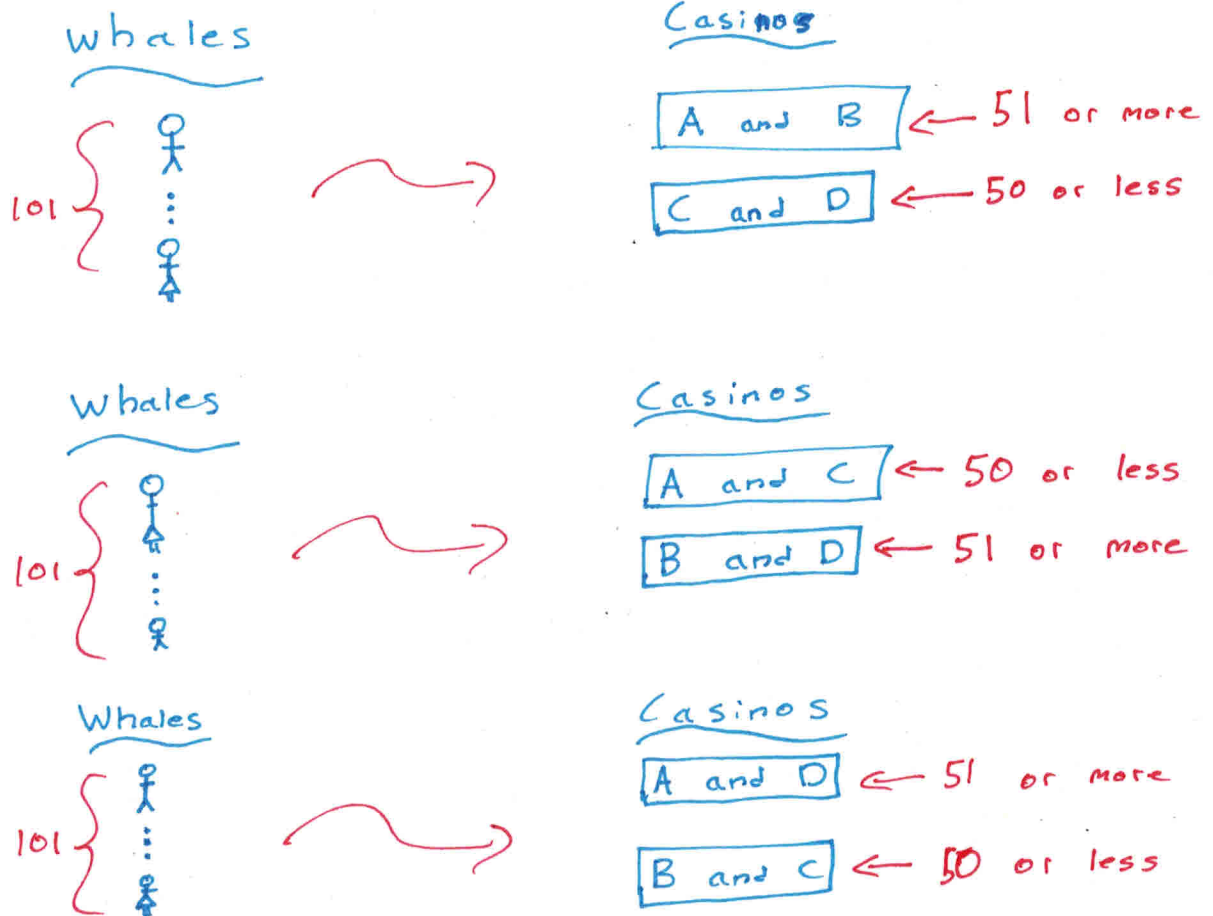 Whales Casinos
A and B ← 51 or more
101 C and D ← 50 or less
Whales Casinos
A and C ← 50 or less
101 B and D ← 51 or more
Whales Casinos
A and D ← 51 or more
101 B and C ← 50 or less